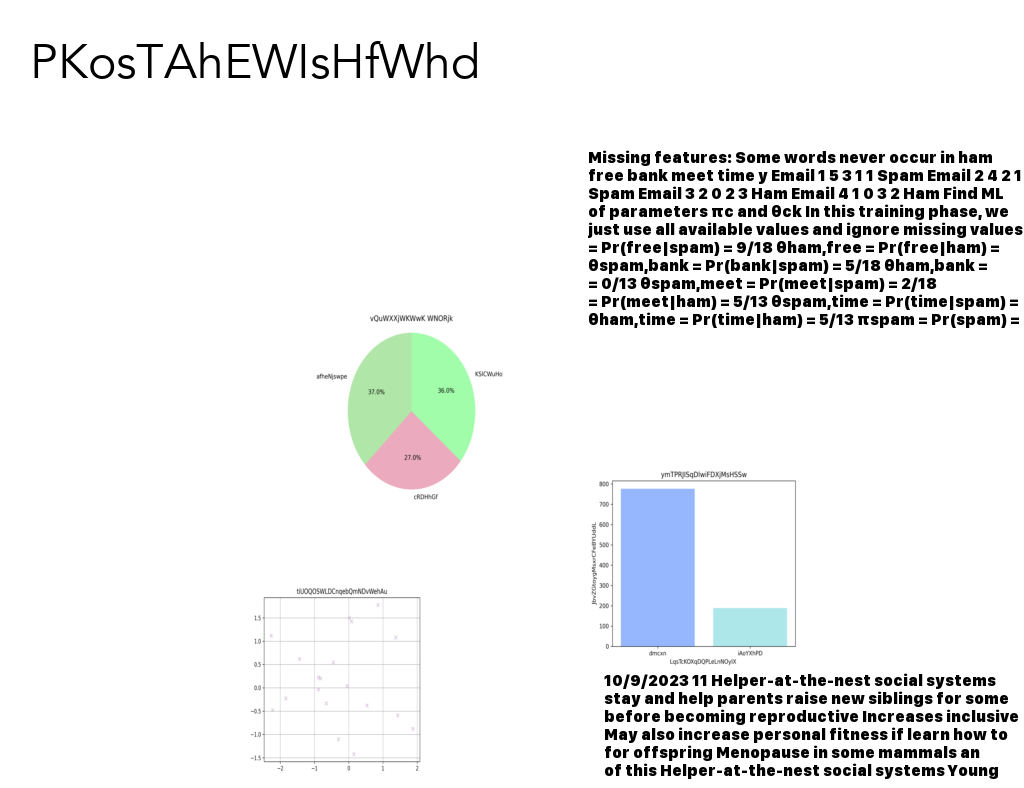 PKosTAhEWIsHfWhd
Missing features: Some words never occur in ham
free bank meet time y Email 1 5 3 1 1 Spam Email 2 4 2 1
Spam Email 3 2 0 2 3 Ham Email 4 1 0 3 2 Ham Find ML
of parameters πc and θck In this training phase, we
just use all available values and ignore missing values
= Pr(free|spam) = 9/18 θham,free = Pr(free|ham) =
θspam,bank = Pr(bank|spam) = 5/18 θham,bank =
= 0/13 θspam,meet = Pr(meet|spam) = 2/18
= Pr(meet|ham) = 5/13 θspam,time = Pr(time|spam) =
θham,time = Pr(time|ham) = 5/13 πspam = Pr(spam) =
vQuWXXjWKWwK WNORjk
afheNjswpe
KSlCWuHo
37.0%
36.0%
27.0%
cRDHhGf
ymTPRJISqDlwiFDXjMsHSSw
800
700
600
500
400
300
200
100
0
dmcxn
iAoYXhPD
LqsTcKOXqDQPLeLnNOyIX
tiUOQOSWLDCnqebQmNDvWehAu
1.5
1.0
0.5
0.0
−0.5
−1.0
−1.5
−2
−1
0
1
2
10/9/2023 11 Helper-at-the-nest social systems
stay and help parents raise new siblings for some
before becoming reproductive Increases inclusive
May also increase personal fitness if learn how to
for offspring Menopause in some mammals an
of this Helper-at-the-nest social systems Young